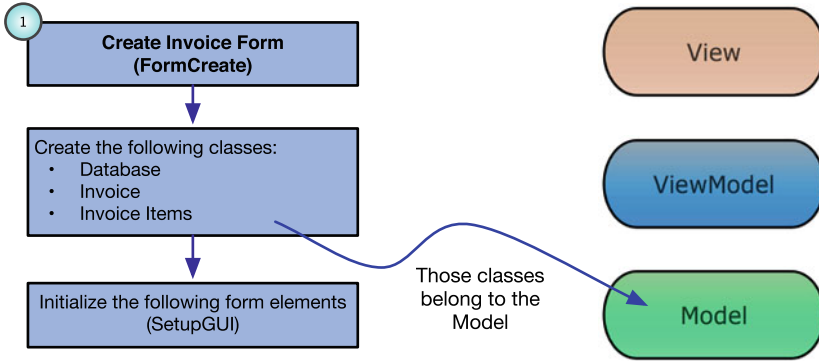 1
Create Invoice Form
(FormCreate)
Create the following classes:
• Database
• Invoice
• Invoice Items
Initialize the following form elements
(SetupGUI)
Those classes
belong to the
Model
View
ViewModel
Model